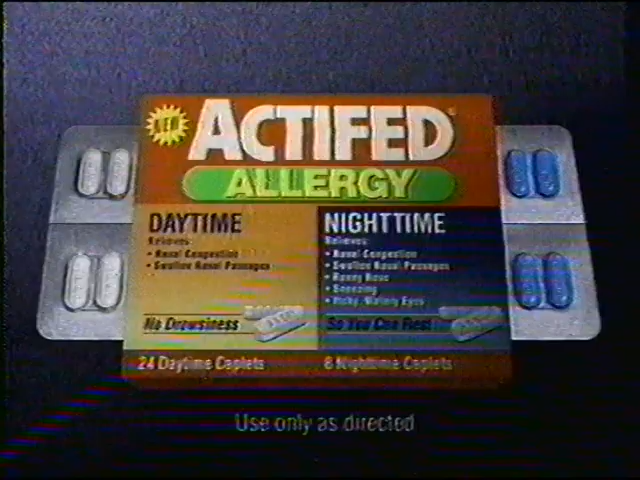 NEW
ACTIFED®
ALLERGY
DAYTIME
Relieves:
• Nasal Congestion
• Swollen Nasal Passages
No Drowsiness
24 Daytime Caplets
NIGHTTIME
Relieves:
• Nasal Congestion
• Swollen Nasal Passages
• Runny Nose
• Sneezing
• Itchy, Watery Eyes
So You Can Rest
8 Nighttime Caplets
Use only as directed